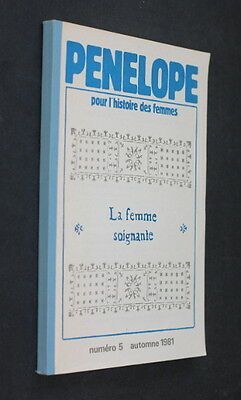 PENELOPE
pour l'histoire des femmes
La femme
soignante
numéro 5 automne 1981